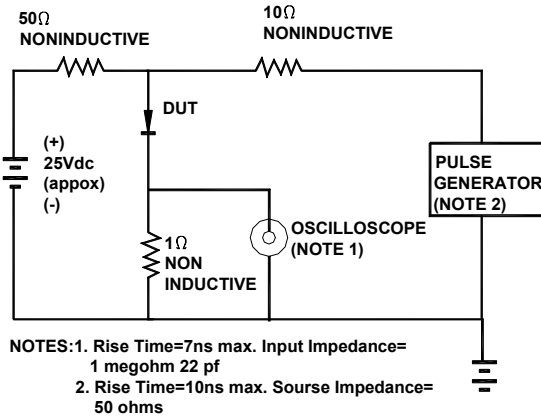 50Ω
NONINDUCTIVE
10Ω
NONINDUCTIVE
DUT
(+)
25Vdc
(appox)
(-)
PULSE
GENERATOR
(NOTE 2)
1Ω
NON
INDUCTIVE
OSCILLOSCOPE
(NOTE 1)
NOTES:1. Rise Time=7ns max. Input Impedance=
1 megohm 22 pf
2. Rise Time=10ns max. Sourse Impedance=
50 ohms